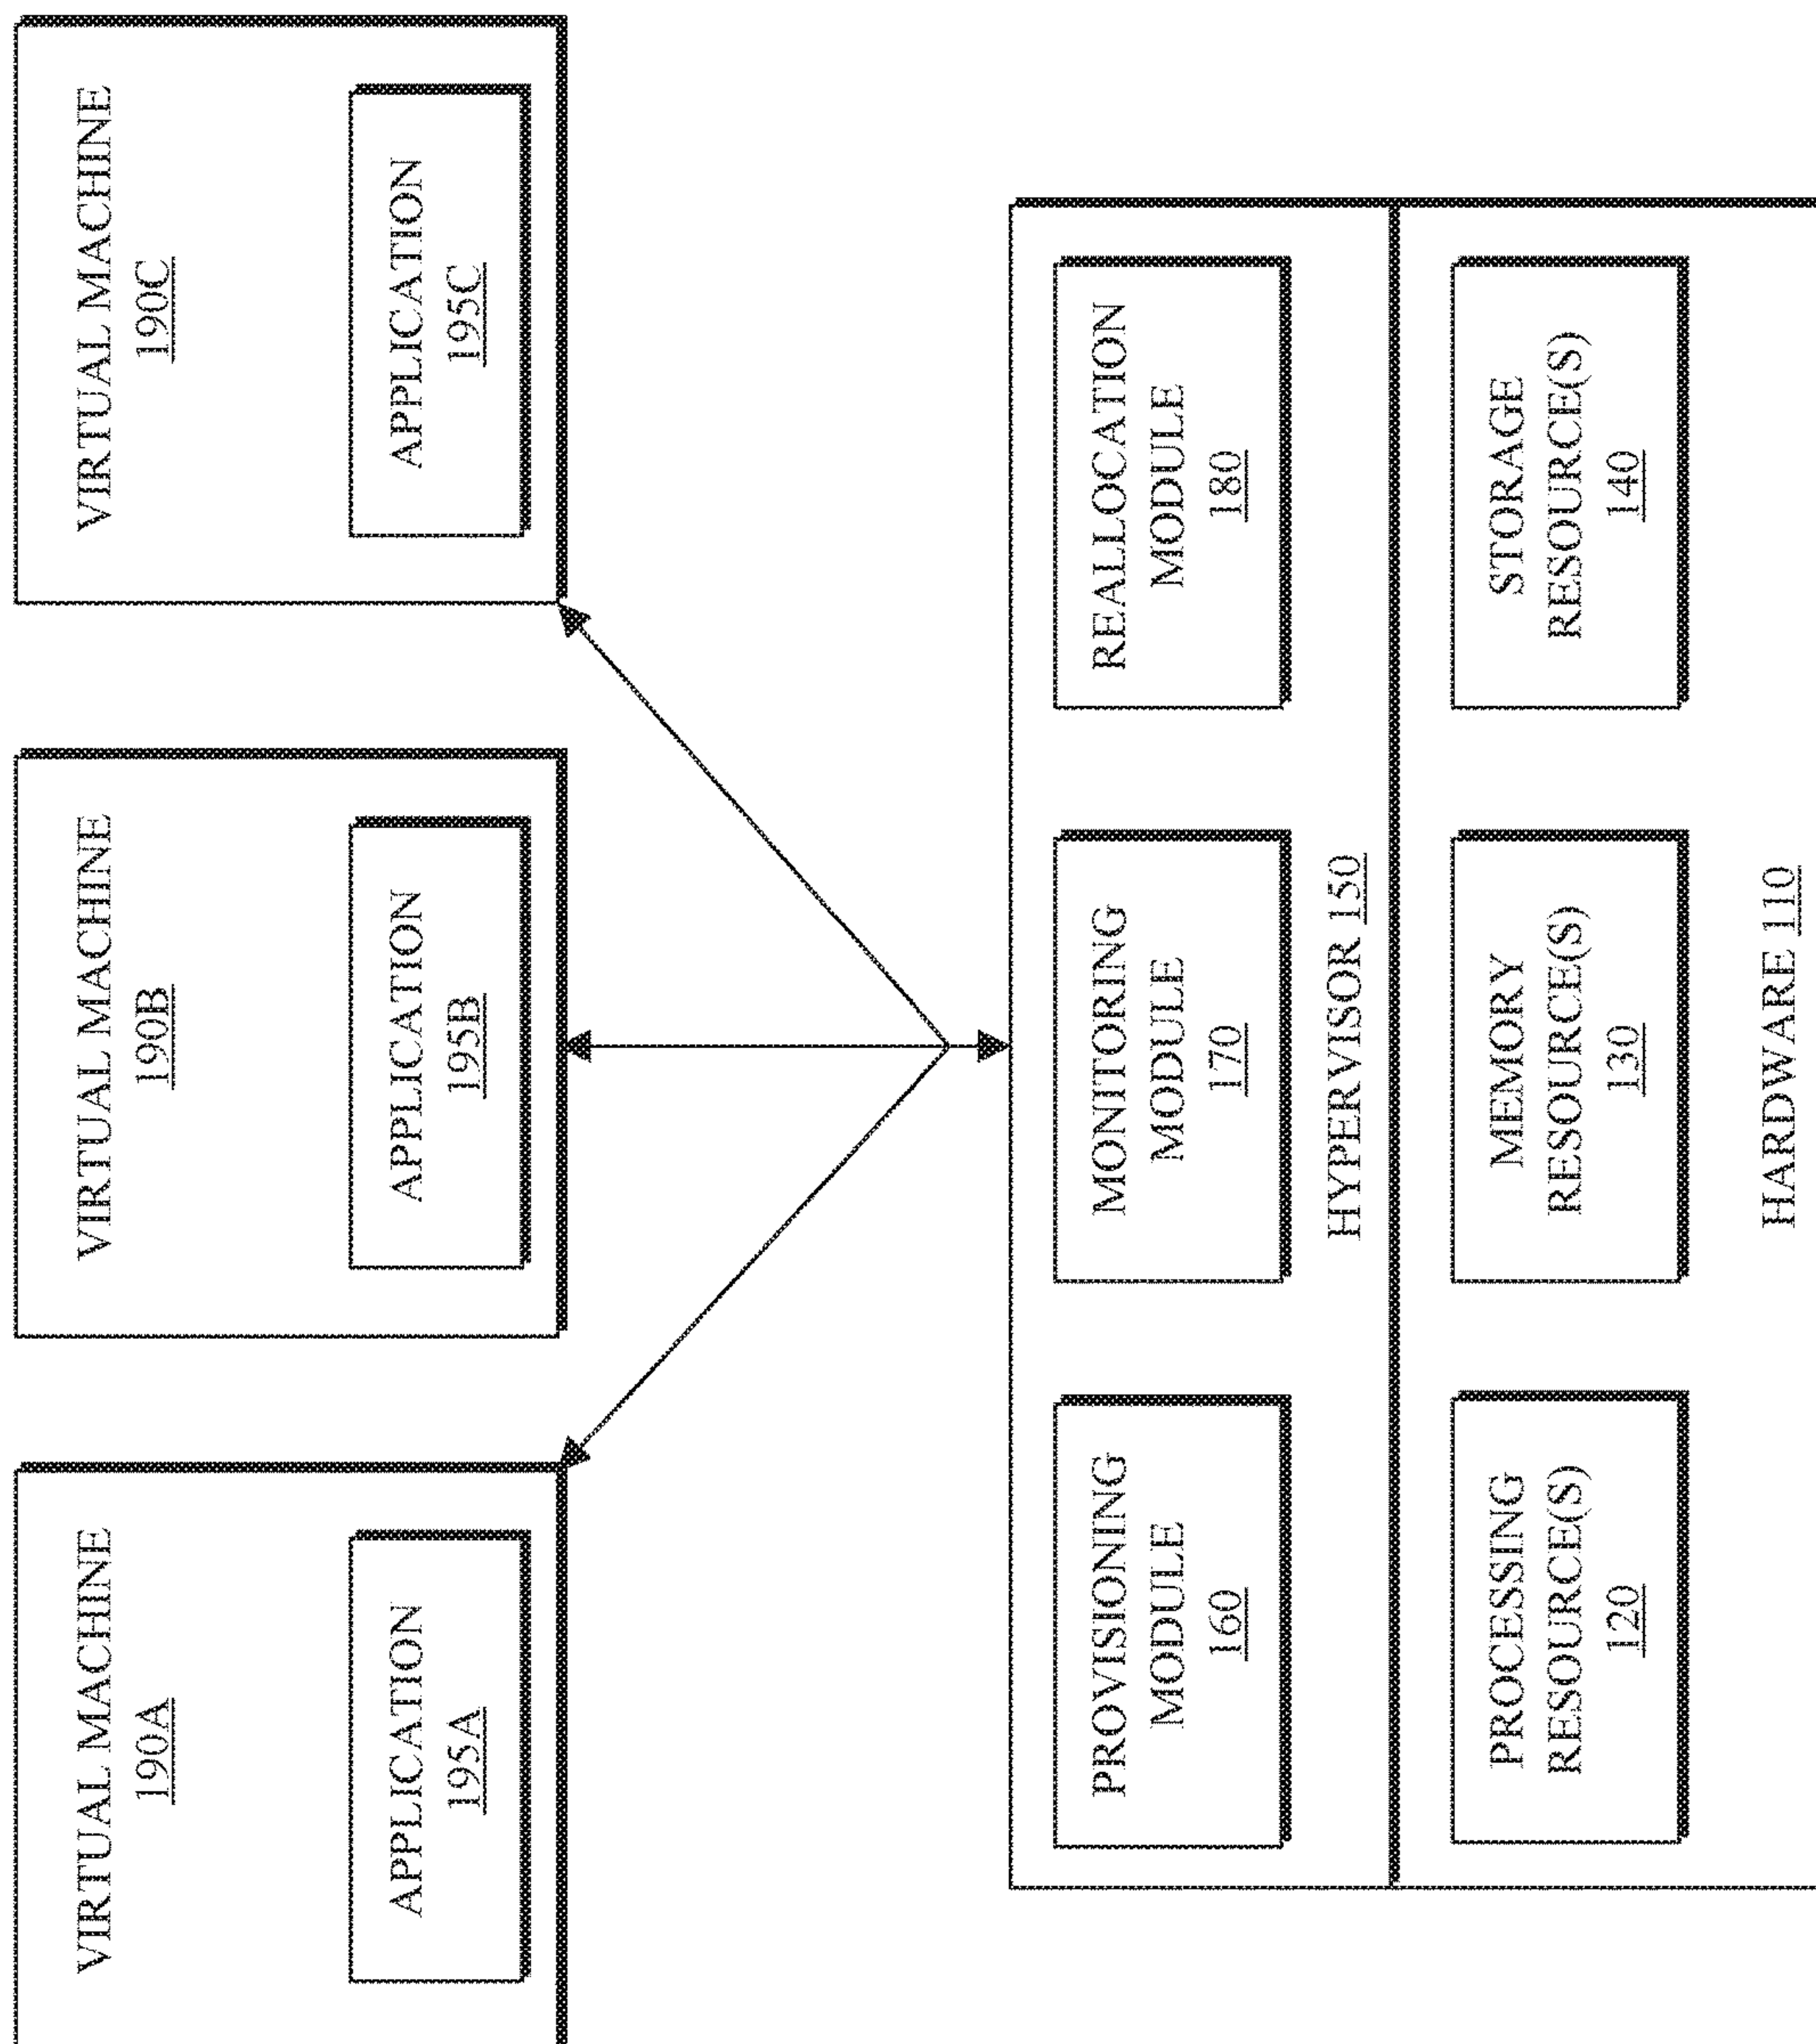 VIRTUAL MACHINE
190A
APPLICATION
195A
VIRTUAL MACHINE
190B
APPLICATION
195B
VIRTUAL MACHINE
190C
APPLICATION
195C
PROVISIONING
MODULE
160
MONITORING
MODULE
170
REALLOCATION
MODULE
180
HYPERVISOR 150
PROCESSING
RESOURCE(S)
120
MEMORY
RESOURCE(S)
130
STORAGE
RESOURCE(S)
140
HARDWARE 110